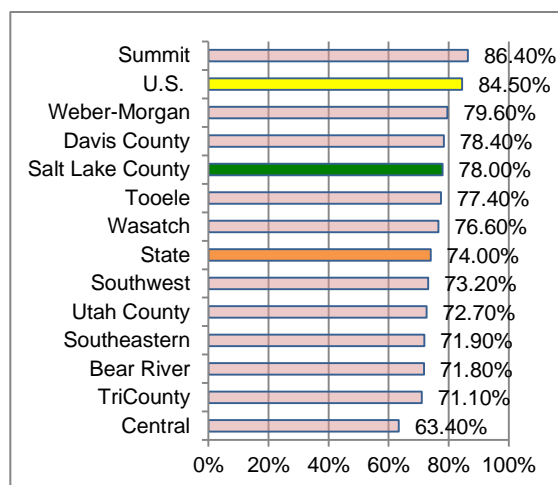 Summit 86.40%
U.S. 84.50%
Weber-Morgan 79.60%
Davis County 78.40%
Salt Lake County 78.00%
Tooele 77.40%
Wasatch 76.60%
State 74.00%
Southwest 73.20%
Utah County 72.70%
Southeastern 71.90%
Bear River 71.80%
TriCounty 71.10%
Central 63.40%
0% 20% 40% 60% 80% 100%